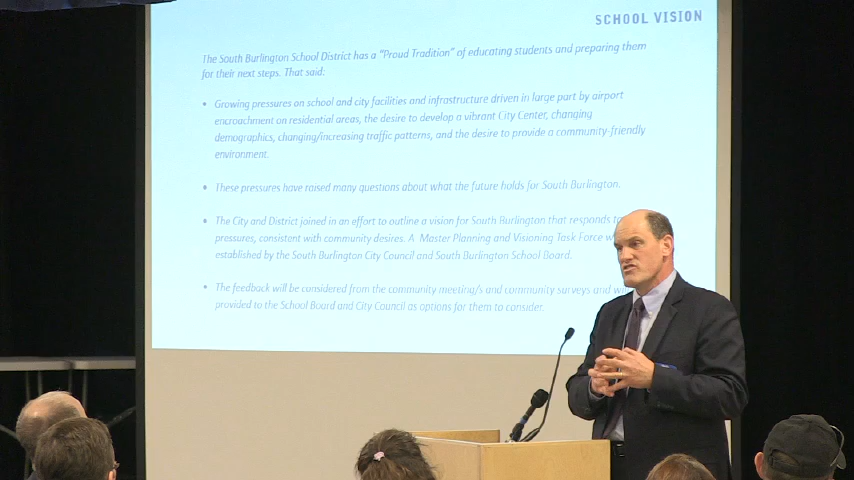 SCHOOL VISION
The South Burlington School District has a "Proud Tradition" of educating students and preparing them
for their next steps. That said:
• Growing pressures on school and city facilities and infrastructure driven in large part by airport
encroachment on residential areas, the desire to develop a vibrant City Center, changing
demographics, changing/increasing traffic patterns, and the desire to provide a community-friendly
environment.
• These pressures have raised many questions about what the future holds for South Burlington.
• The City and District joined in an effort to outline a vision for South Burlington that responds
pressures, consistent with community desires. A Master Planning and Visioning Task Force
established by the South Burlington City Council and South Burlington School Board.
• The feedback will be considered from the community meeting/s and community surveys and
provided to the School Board and City Council as options for them to consider.